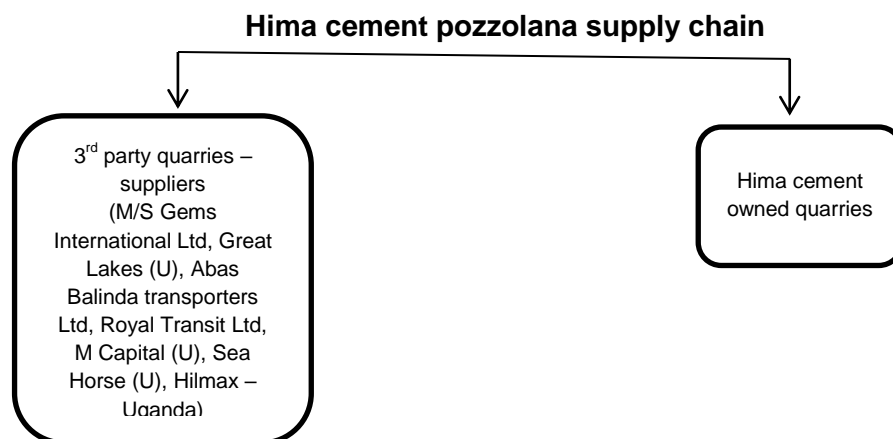 Hima cement pozzolana supply chain
3rd party quarries –
suppliers
(M/S Gems
International Ltd, Great
Lakes (U), Abas
Balinda transporters
Ltd, Royal Transit Ltd,
M Capital (U), Sea
Horse (U), Hilmax –
Uganda)
Hima cement
owned quarries